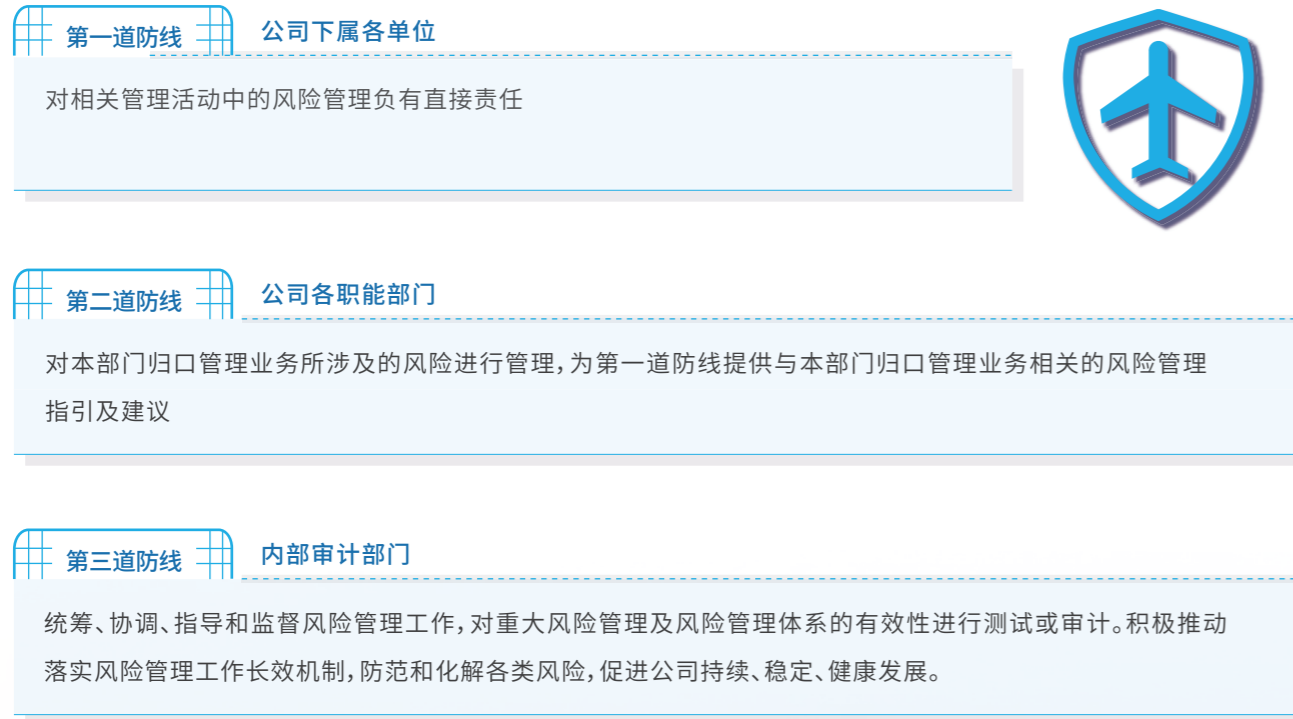 第一道防线
公司下属各单位
对相关管理活动中的风险管理负有直接责任
第二道防线
公司各职能部门
对本部门归口管理业务所涉及的风险进行管理，为第一道防线提供与本部门归口管理业务相关的风险管理
指引及建议
第三道防线
内部审计部门
统筹、协调、指导和监督风险管理工作，对重大风险管理及风险管理体系的有效性进行测试或审计。积极推动
落实风险管理工作长效机制，防范和化解各类风险，促进公司持续、稳定、健康发展。